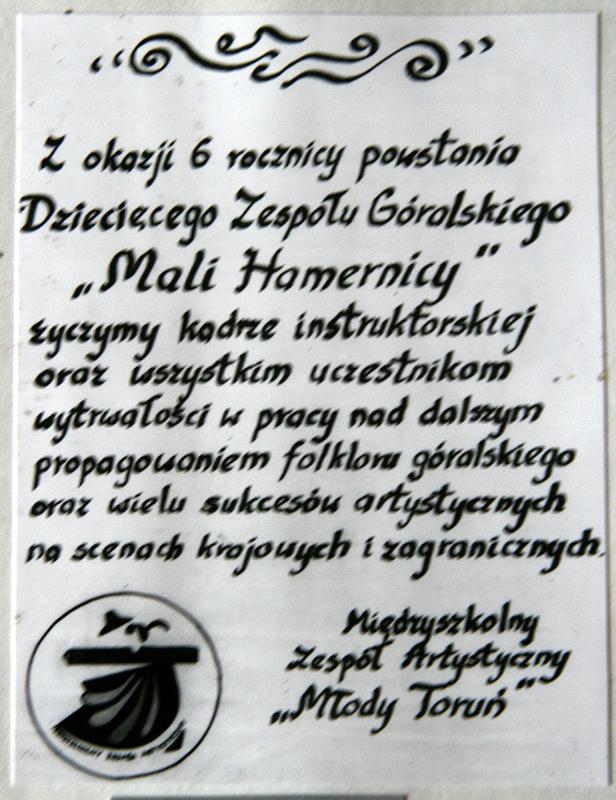 Z okazji 6 rocznicy powstania
Dziecięcego Zespołu Góralskiego
„Mali Hamernicy"
życzymy kadrze instruktorskiej
oraz wszystkim uczestnikom
wytrwałości w pracy nad dalszym
propagowaniem folkloru góralskiego
oraz wielu sukcesów artystycznych
na scenach krajowych i zagranicznych.
Międzyszkolny
Zespół Artystyczny
„Młody Toruń"